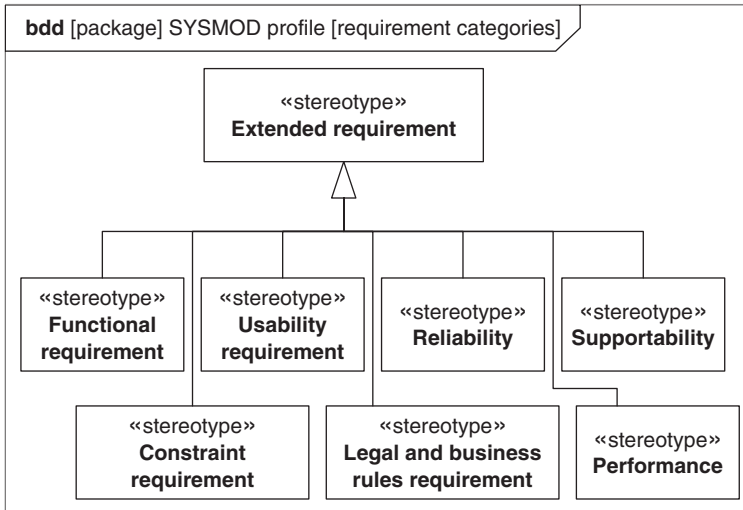 bdd [package] SYSMOD profile [requirement categories]
«stereotype»
Extended requirement
«stereotype»
Functional
requirement
«stereotype»
Usability
requirement
«stereotype»
Reliability
«stereotype»
Supportability
«stereotype»
Constraint
requirement
«stereotype»
Legal and business
rules requirement
«stereotype»
Performance